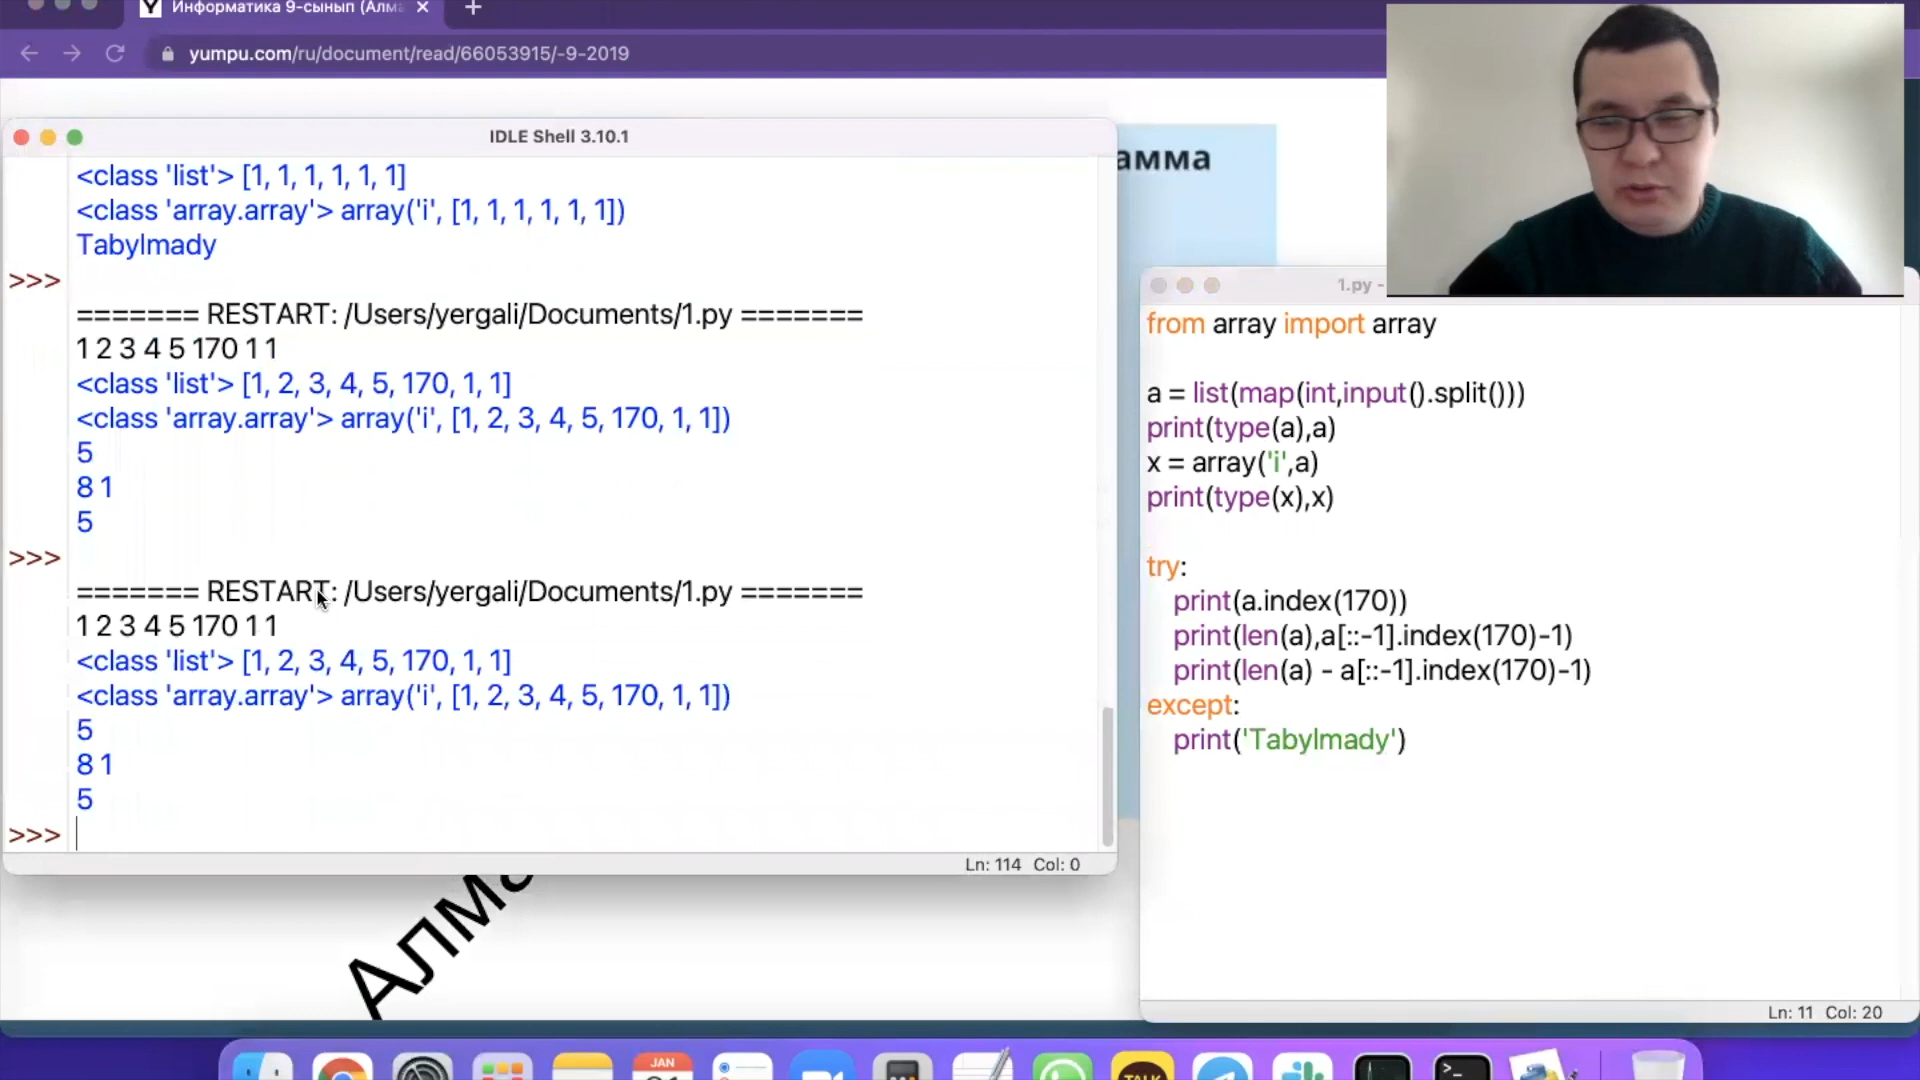 Информатика 9-сынып (Алма
yumpu.com/ru/document/read/66053915/-9-2019
IDLE Shell 3.10.1
<class 'list'> [1, 1, 1, 1, 1, 1]
<class 'array.array'> array('i', [1, 1, 1, 1, 1, 1])
Tabylmady
>>>
======= RESTART: /Users/yergali/Documents/1.py =======
1 2 3 4 5 170 1 1
<class 'list'> [1, 2, 3, 4, 5, 170, 1, 1]
<class 'array.array'> array('i', [1, 2, 3, 4, 5, 170, 1, 1])
5
8 1
5
>>>
======= RESTART: /Users/yergali/Documents/1.py =======
1 2 3 4 5 170 1 1
<class 'list'> [1, 2, 3, 4, 5, 170, 1, 1]
<class 'array.array'> array('i', [1, 2, 3, 4, 5, 170, 1, 1])
5
8 1
5
>>>
Ln: 114 Col: 0
амма
1.py -
from array import array
a = list(map(int,input().split()))
print(type(a),a)
x = array('i',a)
print(type(x),x)
try:
print(a.index(170))
print(len(a),a[::-1].index(170)-1)
print(len(a) - a[::-1].index(170)-1)
except:
print('Tabylmady')
Ln: 11 Col: 20
Алма
JAN
TALK
>_